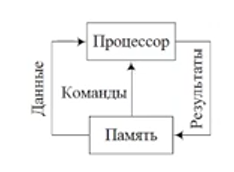 Процессор
Данные
Команды
Результаты
Память